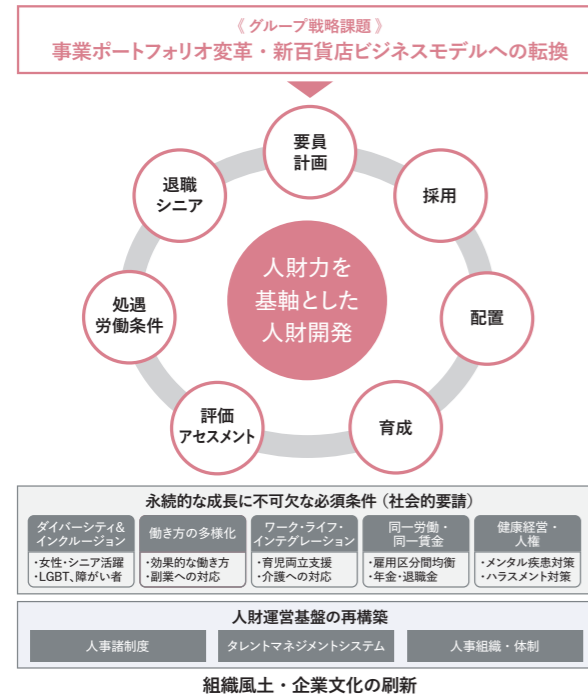 《 グループ戦略課題 》
事業ポートフォリオ変革・新百貨店ビジネスモデルへの転換
要員
計画
採用
配置
育成
評価
アセスメント
処遇
労働条件
退職
シニア
人財力を
基軸とした
人財開発
永続的な成長に不可欠な必須条件（社会的要請）
ダイバーシティ&
インクルージョン
・女性・シニア活躍
・LGBT、障がい者
働き方の多様化
・効果的な働き方
・副業への対応
ワーク・ライフ・
インテグレーション
・育児両立支援
・介護への対応
同一労働・
同一賃金
・雇用区分間均衡
・年金・退職金
健康経営・
人権
・メンタル疾患対策
・ハラスメント対策
人財運営基盤の再構築
人事諸制度
タレントマネジメントシステム
人事組織・体制
組織風土・企業文化の刷新